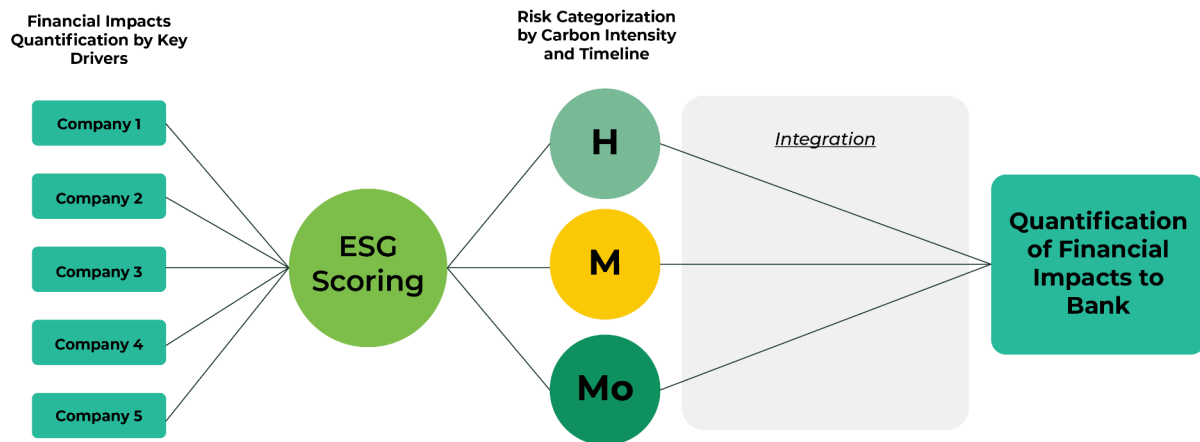 Financial Impacts
Quantification by Key
Drivers
Company 1
Company 2
Company 3
Company 4
Company 5
ESG
Scoring
Risk Categorization
by Carbon Intensity
and Timeline
H
M
Mo
Integration
Quantification
of Financial
Impacts to
Bank